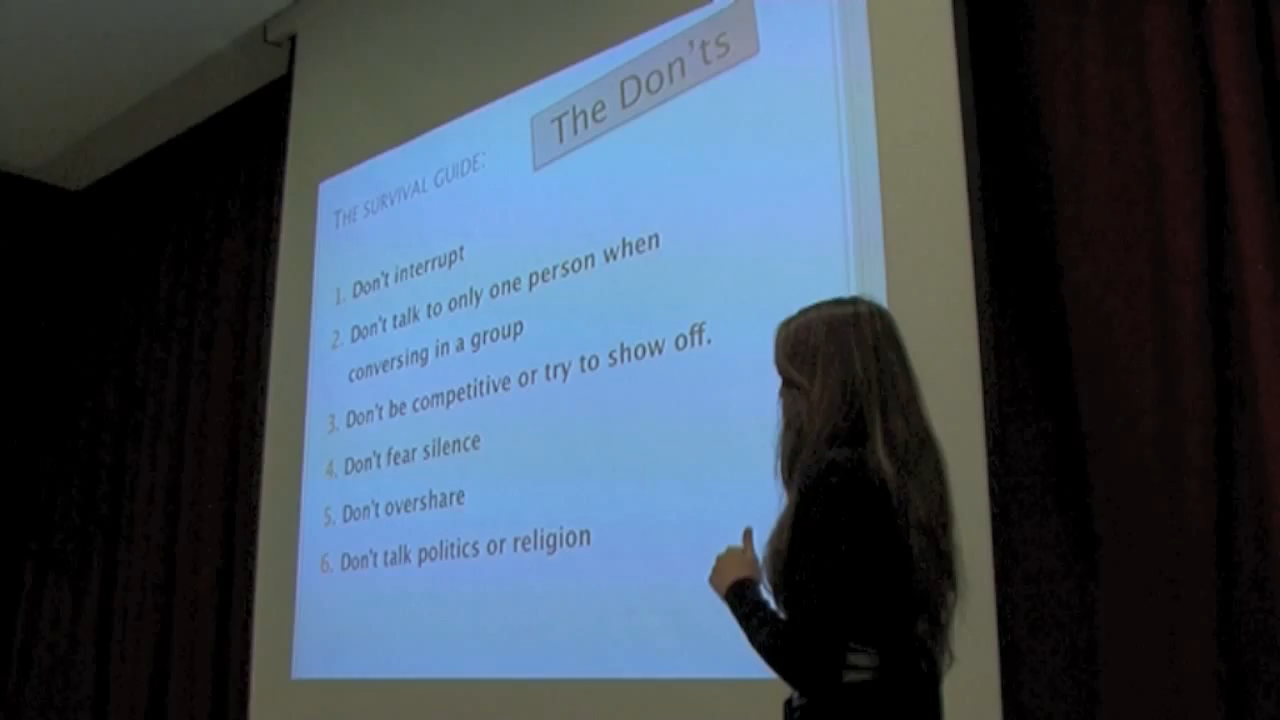 The Don'ts
THE SURVIVAL GUIDE:
1. Don't interrupt
2. Don't talk to only one person when
conversing in a group
3. Don't be competitive or try to show off.
4. Don't fear silence
5. Don't overshare
6. Don't talk politics or religion